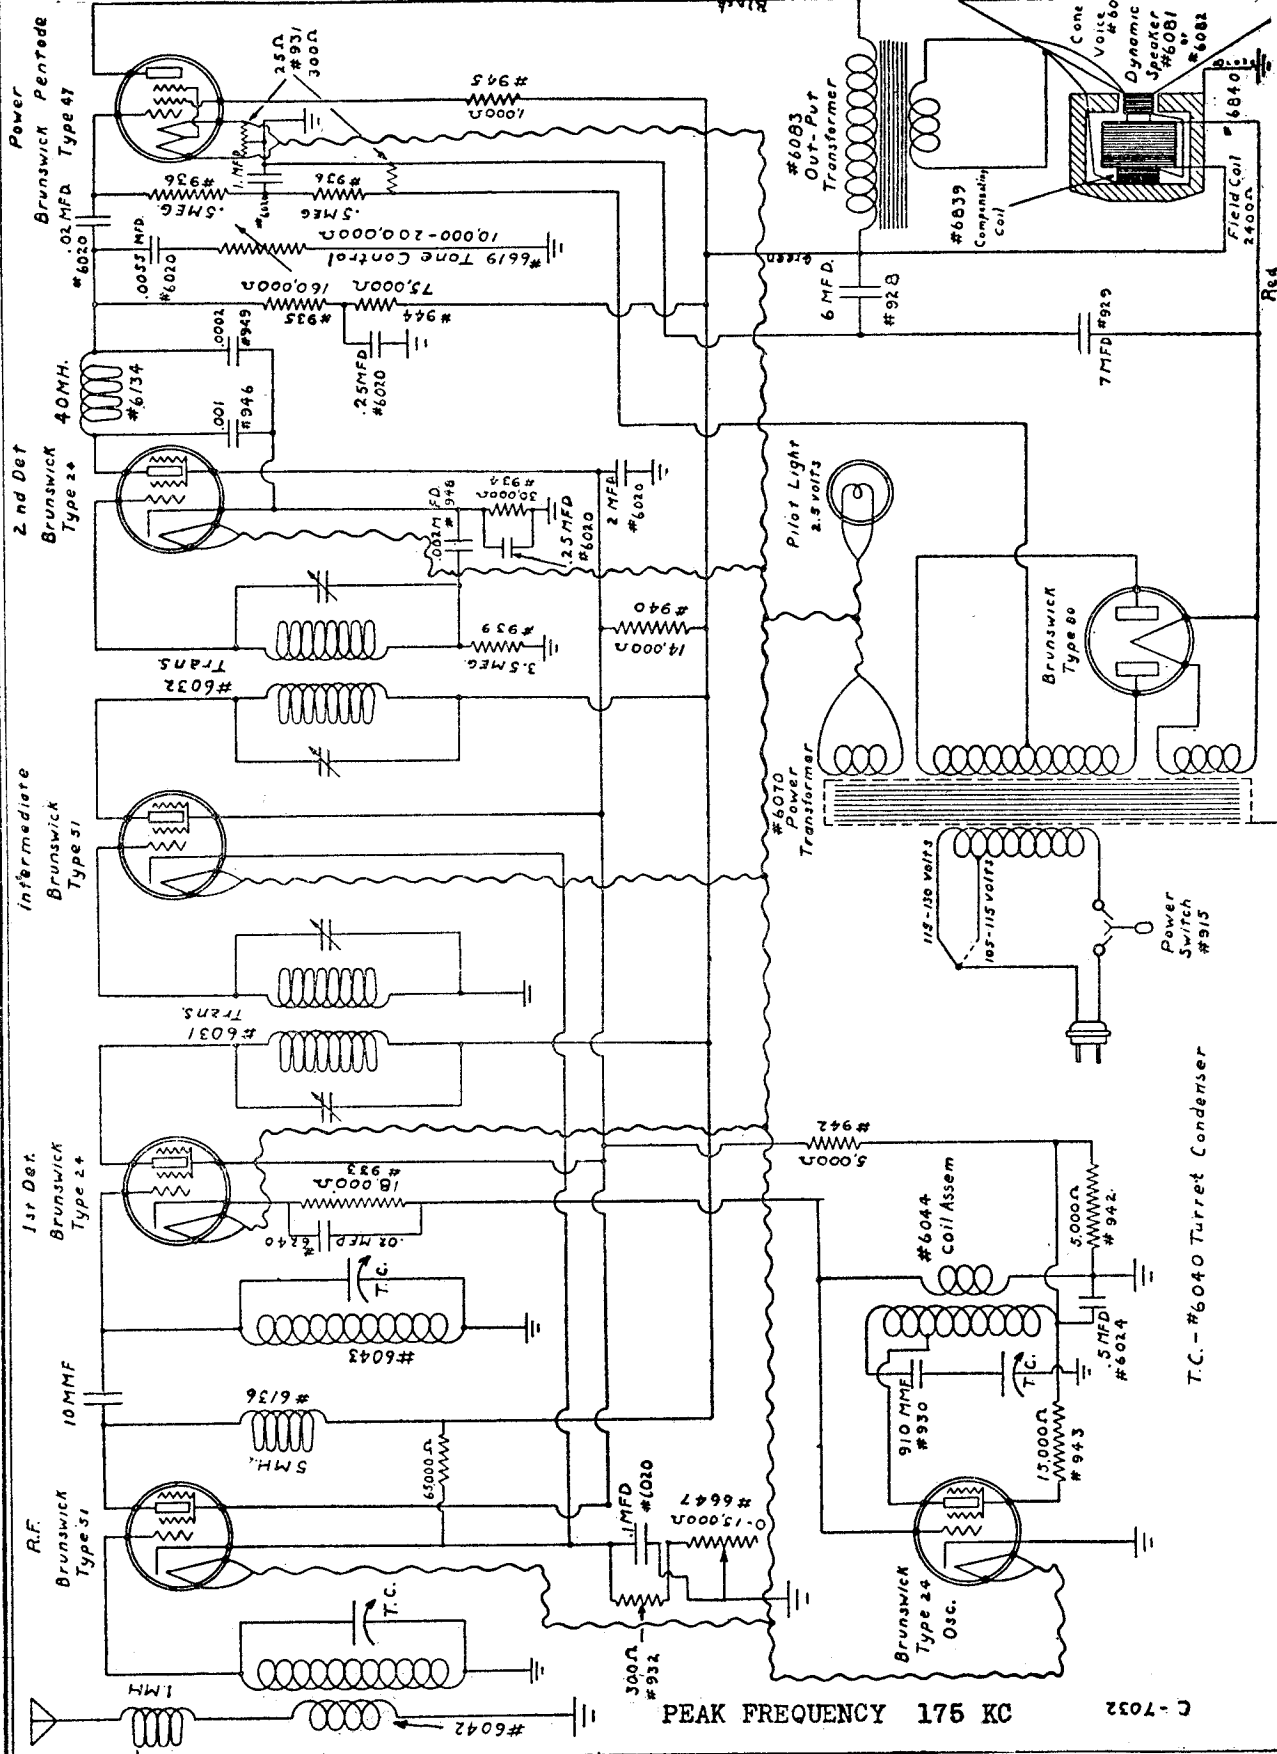 R.F.
Brunswick
Type 51
1st Det.
Brunswick
Type 24
intermediate
Brunswick
Type 51
2nd Det
Brunswick
Type 24
Power
Brunswick Pentode
Type 47
1 MH
#6042
T.C.
5 MH.
#6136
10 MMF
65000Ω
#6043
T.C.
.02 MFD
#6240
18,000Ω
#933
#6031
Trans.
#6032
Trans.
3.5 MEG.
#939
.002 MFD.
#948
30,000Ω
#934
.25 MFD
#6020
2 MFD
#6020
14,000Ω
#940
40 MH.
#6134
.001
#946
.0002
#949
.25 MFD
#6020
160,000Ω
#935
75,000Ω
#944
.02 MFD.
#6020
.0055 MFD.
#6020
#6619 Tone Control
10,000-200,000Ω
.5 MEG.
#936
.5 MEG.
#936
.1 MFD
#6020
25Ω
#931
300Ω
1,000Ω
#945
Black
300Ω
#932
.1 MFD
#6020
0-15,000Ω
#6647
5,000Ω
#942
#6070
Power
Transformer
Pilot Light
2.5 volts
6 MFD.
#928
Green
#6083
Out-Put
Transformer
#6839
Compensating
Coil
Cone
Voice
Dynamic
Speaker
#6081
or
#6082
#6840
Field Coil
2400Ω
Red
7 MFD #929
Brunswick
Type 80
115-130 volts
105-115 volts
Power
Switch
#915
#6044
Coil Assem
5,000Ω
#942
.5 MFD
#6024
910 MMF
#930
T.C.
15,000Ω
#943
Brunswick
Type 24
Osc.
T.C. - #6040 Turret Condenser
PEAK FREQUENCY 175 KC
C-7032